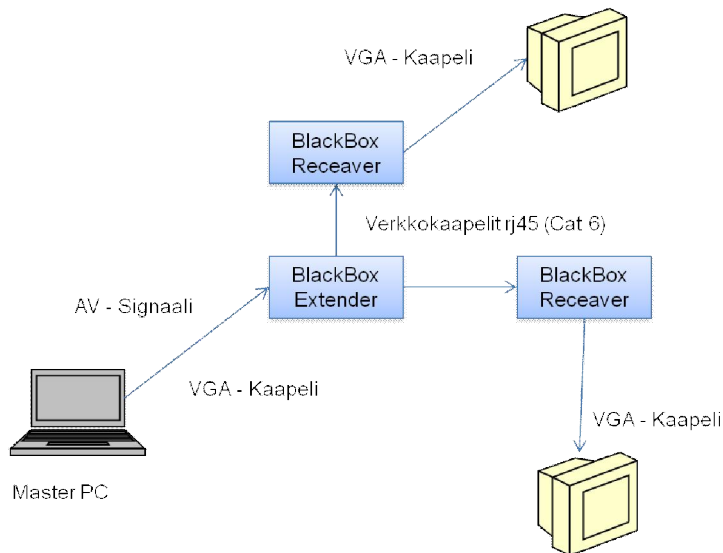 VGA - Kaapeli
BlackBox
Receaver
Verkkokaapelit rj45 (Cat 6)
BlackBox
Extender
BlackBox
Receaver
AV - Signaali
VGA - Kaapeli
VGA - Kaapeli
Master PC